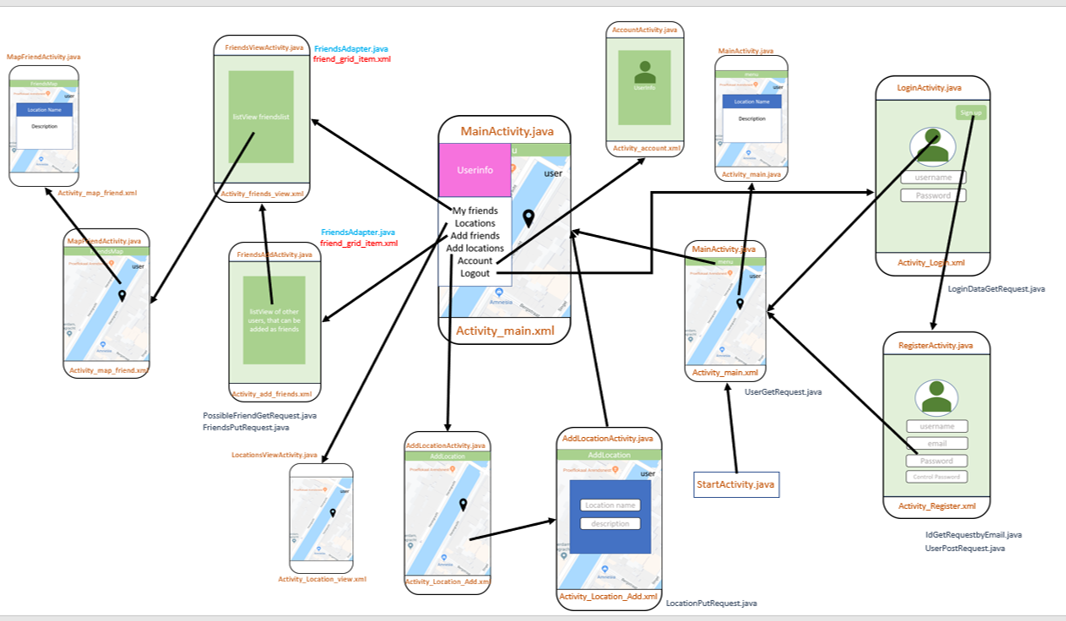 MapFriendActivity.java
FriendsMap
user
Location Name
Description
Activity_map_friend.xml
FriendsViewActivity.java
listView friendslist
Activity_friends_view.xml
FriendsAdapter.java
friend_grid_item.xml
AccountActivity.java
UserInfo
Activity_account.xml
MainActivity.java
Location Name
Description
user
Activity_main.java
LoginActivity.java
username
Password
Activity_Login.xml
LoginDataGetRequest.java
MainActivity.java
Userinfo
user
My friends
Locations
Add friends
Add locations
Account
Logout
Amnesia
Activity_main.xml
MapFriendActivity.java
user
Activity_map_friend.xml
FriendsAddActivity.java
listView of other
users, that can be
added as friends
Activity_add_friends.xml
FriendsAdapter.java
friend_grid_item.xml
PossibleFriendGetRequest.java
FriendsPutRequest.java
MainActivity.java
user
Activity_main.xml
UserGetRequest.java
StartActivity.java
RegisterActivity.java
username
email
Password
Control Password
Activity_Register.xml
IdGetRequestbyEmail.java
UserPostRequest.java
LocationsViewActivity.java
user
Activity_Location_view.xml
AddLocationActivity.java
AddLocation
user
Activity_Location_Add.xm
AddLocationActivity.java
AddLocation
user
Location name
description
Activity_Location_Add.xml
LocationPutRequest.java